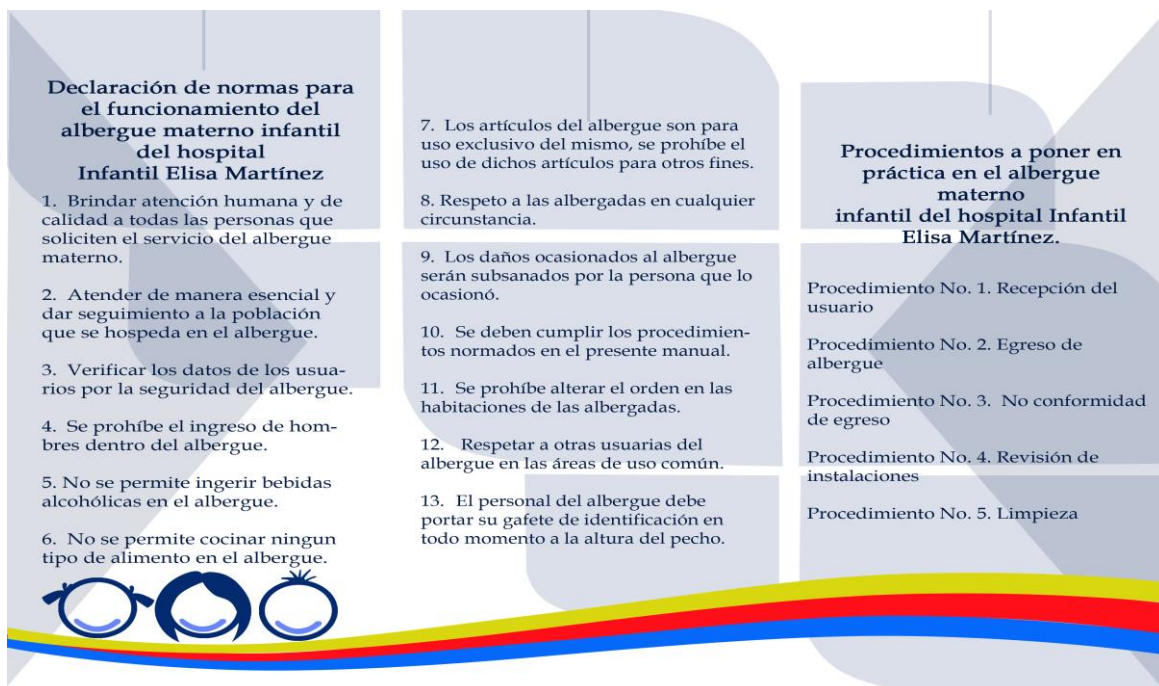 Declaración de normas para
el funcionamiento del
albergue materno infantil
del hospital
Infantil Elisa Martínez
1. Brindar atención humana y de
calidad a todas las personas que
soliciten el servicio del albergue
materno.
2. Atender de manera esencial y
dar seguimiento a la población
que se hospeda en el albergue.
3. Verificar los datos de los usua-
rios por la seguridad del albergue.
4. Se prohíbe el ingreso de hom-
bres dentro del albergue.
5. No se permite ingerir bebidas
alcohólicas en el albergue.
6. No se permite cocinar ningun
tipo de alimento en el albergue.
7. Los artículos del albergue son para
uso exclusivo del mismo, se prohíbe el
uso de dichos artículos para otros fines.
8. Respeto a las albergadas en cualquier
circunstancia.
9. Los daños ocasionados al albergue
serán subsanados por la persona que lo
ocasionó.
10. Se deben cumplir los procedimien-
tos normados en el presente manual.
11. Se prohíbe alterar el orden en las
habitaciones de las albergadas.
12. Respetar a otras usuarias del
albergue en las áreas de uso común.
13. El personal del albergue debe
portar su gafete de identificación en
todo momento a la altura del pecho.
Procedimientos a poner en
práctica en el albergue
materno
infantil del hospital Infantil
Elisa Martínez.
Procedimiento No. 1. Recepción del
usuario
Procedimiento No. 2. Egreso de
albergue
Procedimiento No. 3. No conformidad
de egreso
Procedimiento No. 4. Revisión de
instalaciones
Procedimiento No. 5. Limpieza